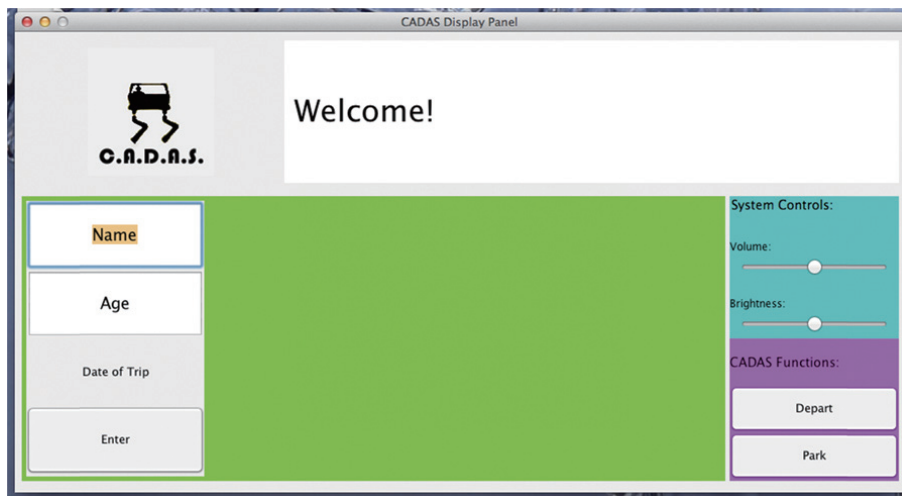 CADAS Display Panel
C.A.D.A.S.
Welcome!
Name
Age
Date of Trip
Enter
System Controls:
Volume:
Brightness:
CADAS Functions:
Depart
Park